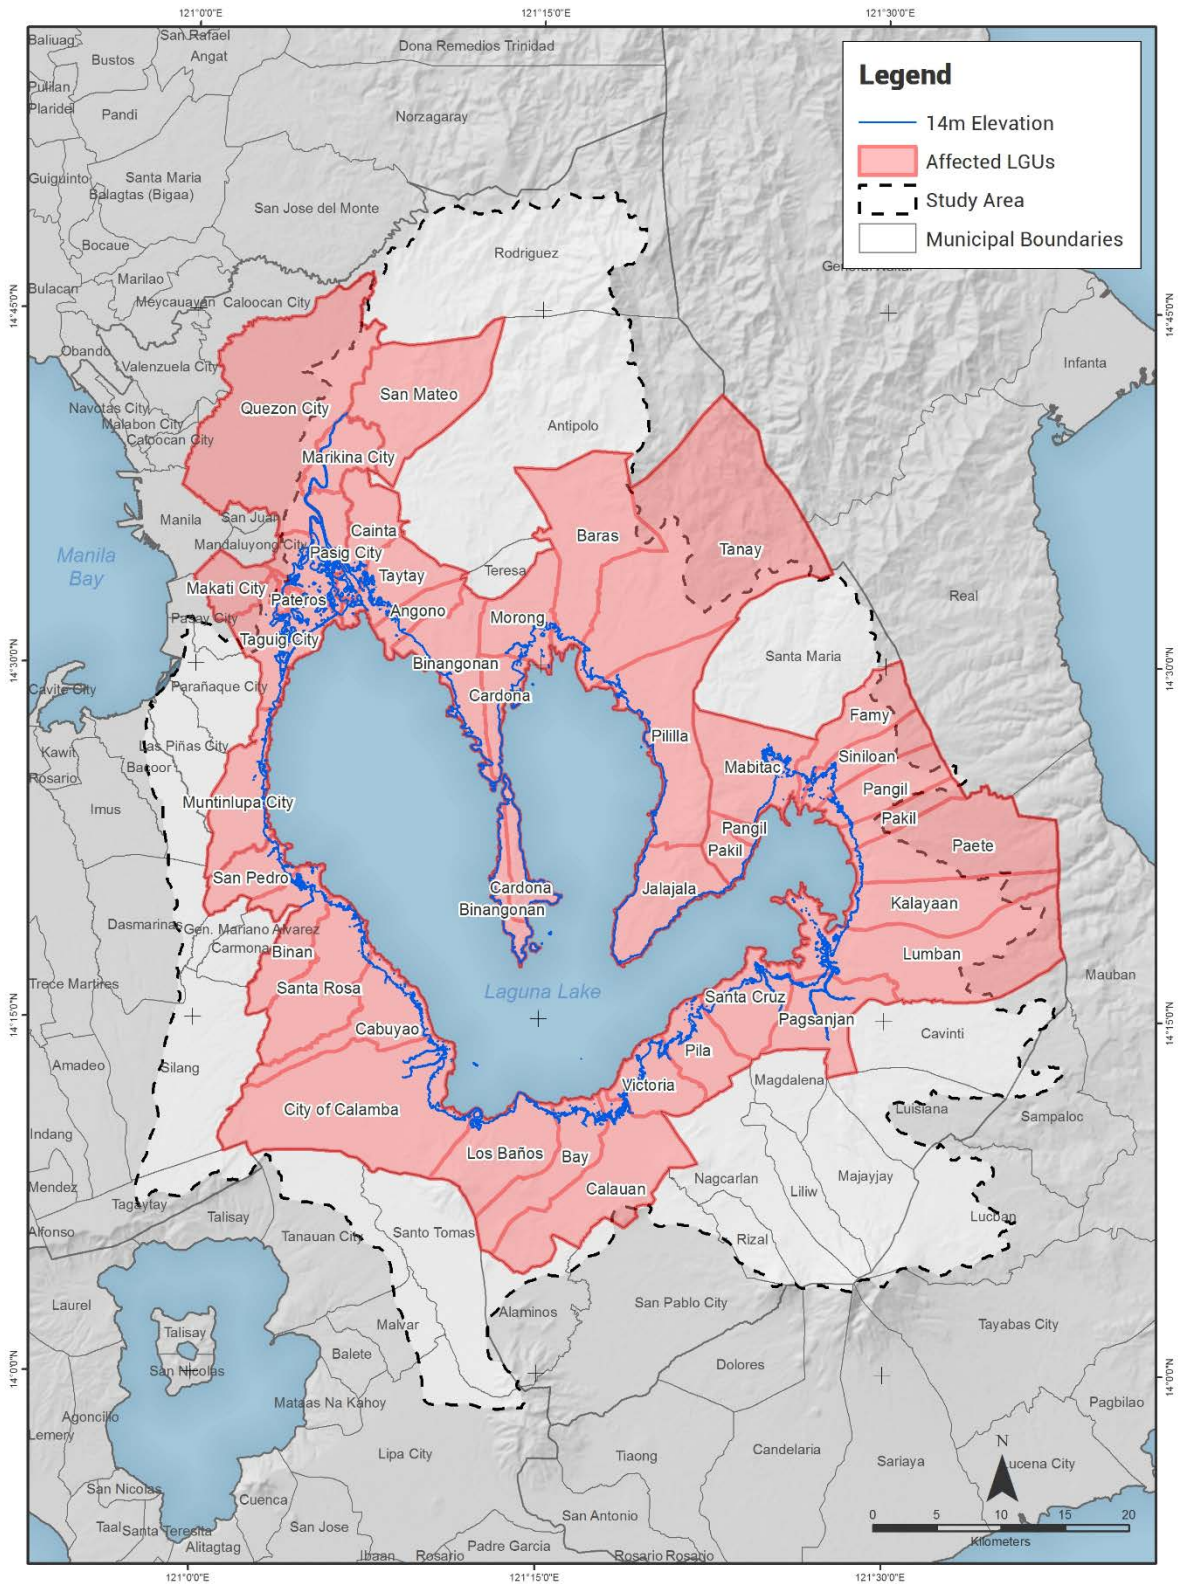 121°0'0"E
121°15'0"E
121°30'0"E
Baliuag
San Rafael
Bustos
Angat
Dona Remedios Trinidad
Pulilan
Plaridel
Pandi
Norzagaray
Guiguinto
Santa Maria
Balagtas (Bigaa)
San Jose del Monte
Bocaue
Marilao
Bulacan
Meycauayan
Caloocan City
Rodriguez
Legend
14m Elevation
Affected LGUs
Study Area
Municipal Boundaries
14°45'0"N
14°45'0"N
Obando
Valenzuela City
Infanta
Navotas City
Malabon City
Caloocan City
Quezon City
San Mateo
Antipolo
Marikina City
Manila
San Juan
Mandaluyong City
Cainta
Baras
Tanay
Manila
Bay
Pasig City
Taytay
Teresa
Makati City
Pateros
Angono
Morong
Real
Pasay City
Taguig City
14°30'0"N
14°30'0"N
Binangonan
Santa Maria
Cavite City
Parañaque City
Cardona
Famy
Kawit
Las Piñas City
Pililla
Siniloan
Rosario
Bacoor
Mabitac
Pangil
Imus
Muntinlupa City
Pakil
Pangil
Pakil
Paete
San Pedro
Cardona
Jalajala
Kalayaan
Binangonan
Dasmarinas
Gen. Mariano Alvarez
Carmona
Binan
Lumban
Trece Martires
Santa Rosa
Laguna Lake
Santa Cruz
Mauban
14°15'0"N
14°15'0"N
Cabuyao
Pagsanjan
Cavinti
Amadeo
Silang
Pila
Victoria
Magdalena
City of Calamba
Luisiana
Sampaloc
Indang
Los Baños
Bay
Mendez
Calauan
Nagcarlan
Liliw
Majayjay
Tagaytay
Talisay
Lucban
Alfonso
Tanauan City
Santo Tomas
Rizal
Laurel
Alaminos
San Pablo City
Talisay
Malvar
Tayabas City
Balete
San Nicolas
Dolores
14°0'0"N
14°0'0"N
Agoncillo
Mataas Na Kahoy
Pagbilao
Lemery
Lipa City
Tiaong
Candelaria
Sariaya
N
ucena City
San Nicolas
Cuenca
0 5 10 15 20
Kilometers
Taal
Santa Teresita
San Jose
San Antonio
Alitagtag
Padre Garcia
Ibaan
Rosario
Rosario
Rosario
121°0'0"E
121°15'0"E
121°30'0"E